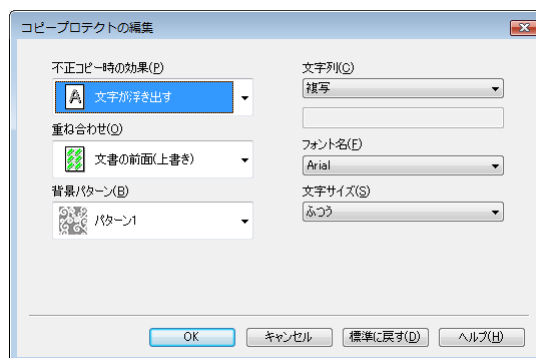 コピープロテクトの編集
不正コピー時の効果(P)
A 文字が浮き出す
重ね合わせ(O)
文書の前面(上書き)
背景パターン(B)
パターン1
文字列(C)
複写
フォント名(F)
Arial
文字サイズ(S)
ふつう
OK
キャンセル
標準に戻す(D)
ヘルプ(H)